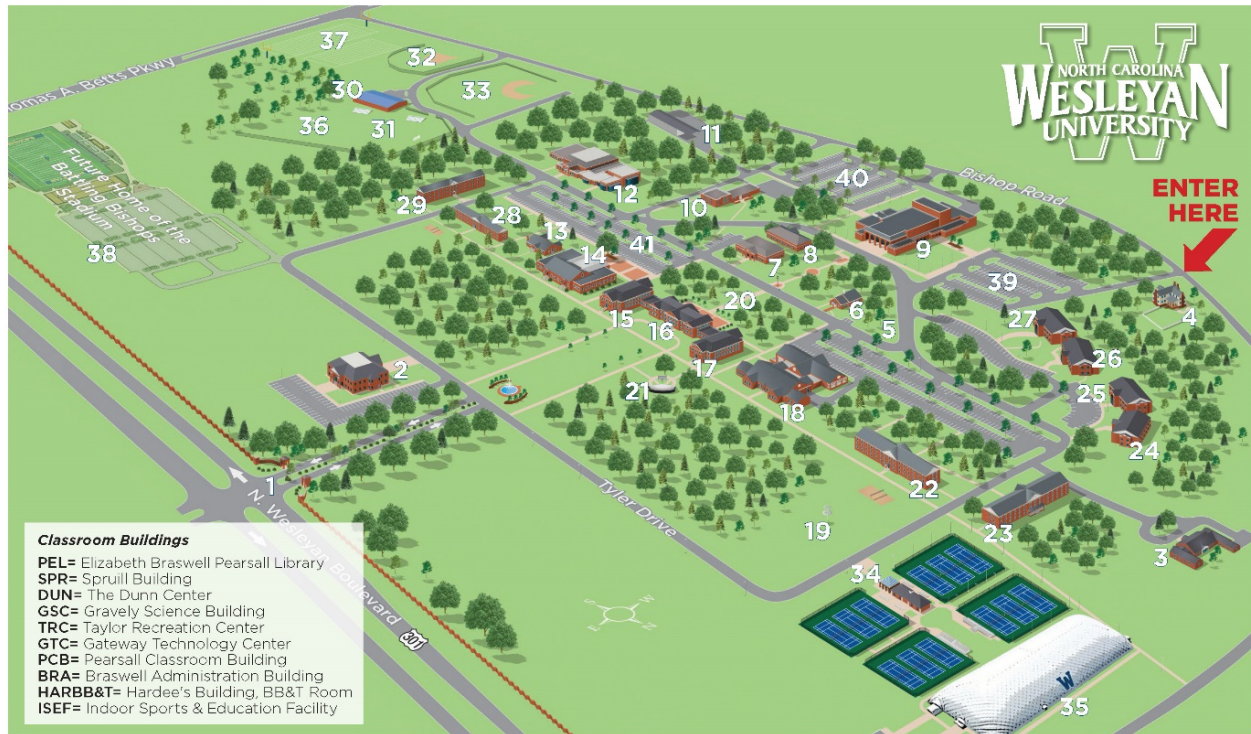 NORTH CAROLINA
WESLEYAN
UNIVERSITY
ENTER
HERE
homas A. Betts Pkwy
Bishop Road
Future Home of the
Battling Bishops
Stadium
Tyler Drive
N. Wesleyan Boulevard
301
37
32
30
33
36
31
11
40
12
29
10
28
13
41
8
9
14
7
38
39
20
15
6
4
16
5
27
17
26
2
21
25
18
24
1
22
23
19
3
34
W
35
Classroom Buildings
PEL= Elizabeth Braswell Pearsall Library
SPR= Spruill Building
DUN= The Dunn Center
GSC= Gravely Science Building
TRC= Taylor Recreation Center
GTC= Gateway Technology Center
PCB= Pearsall Classroom Building
BRA= Braswell Administration Building
HARBB&T= Hardee's Building, BB&T Room
ISEF= Indoor Sports & Education Facility